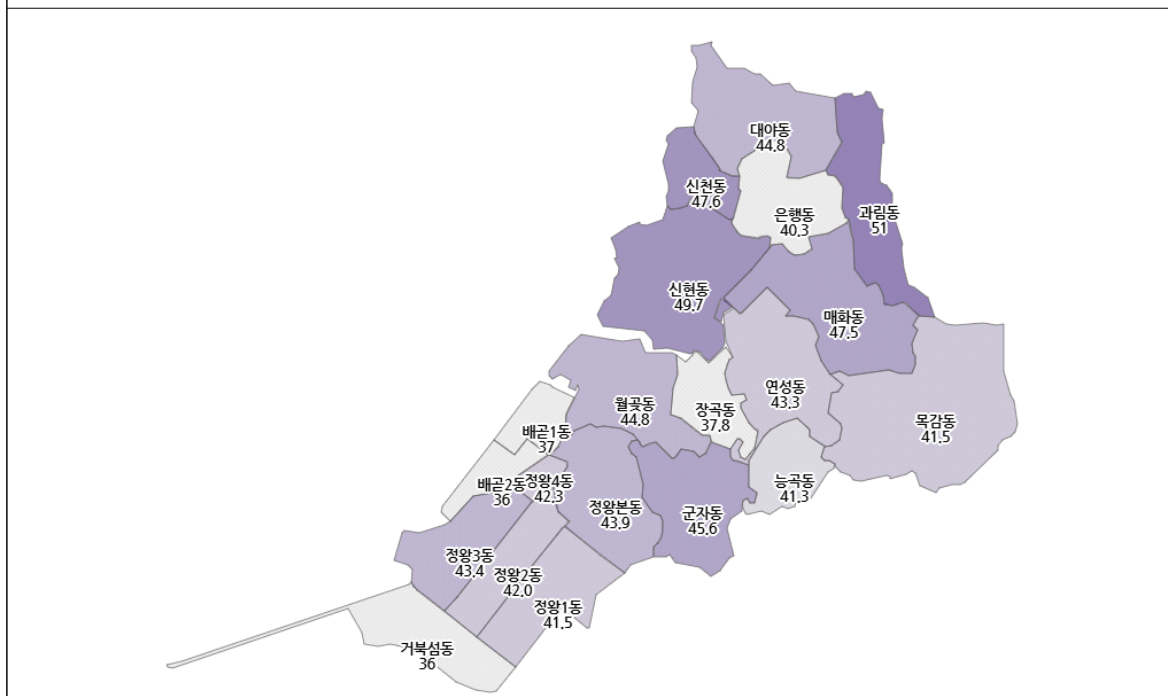 대야동
44.8
신천동
47.6
은행동
40.3
과림동
51
신현동
49.7
매화동
47.5
연성동
43.3
월곶동
44.8
장곡동
37.8
목감동
41.5
배곧1동
37
배곧2동
36
정왕4동
42.3
능곡동
41.3
정왕본동
43.9
군자동
45.6
정왕3동
43.4
정왕2동
42.0
정왕1동
41.5
거북섬동
36